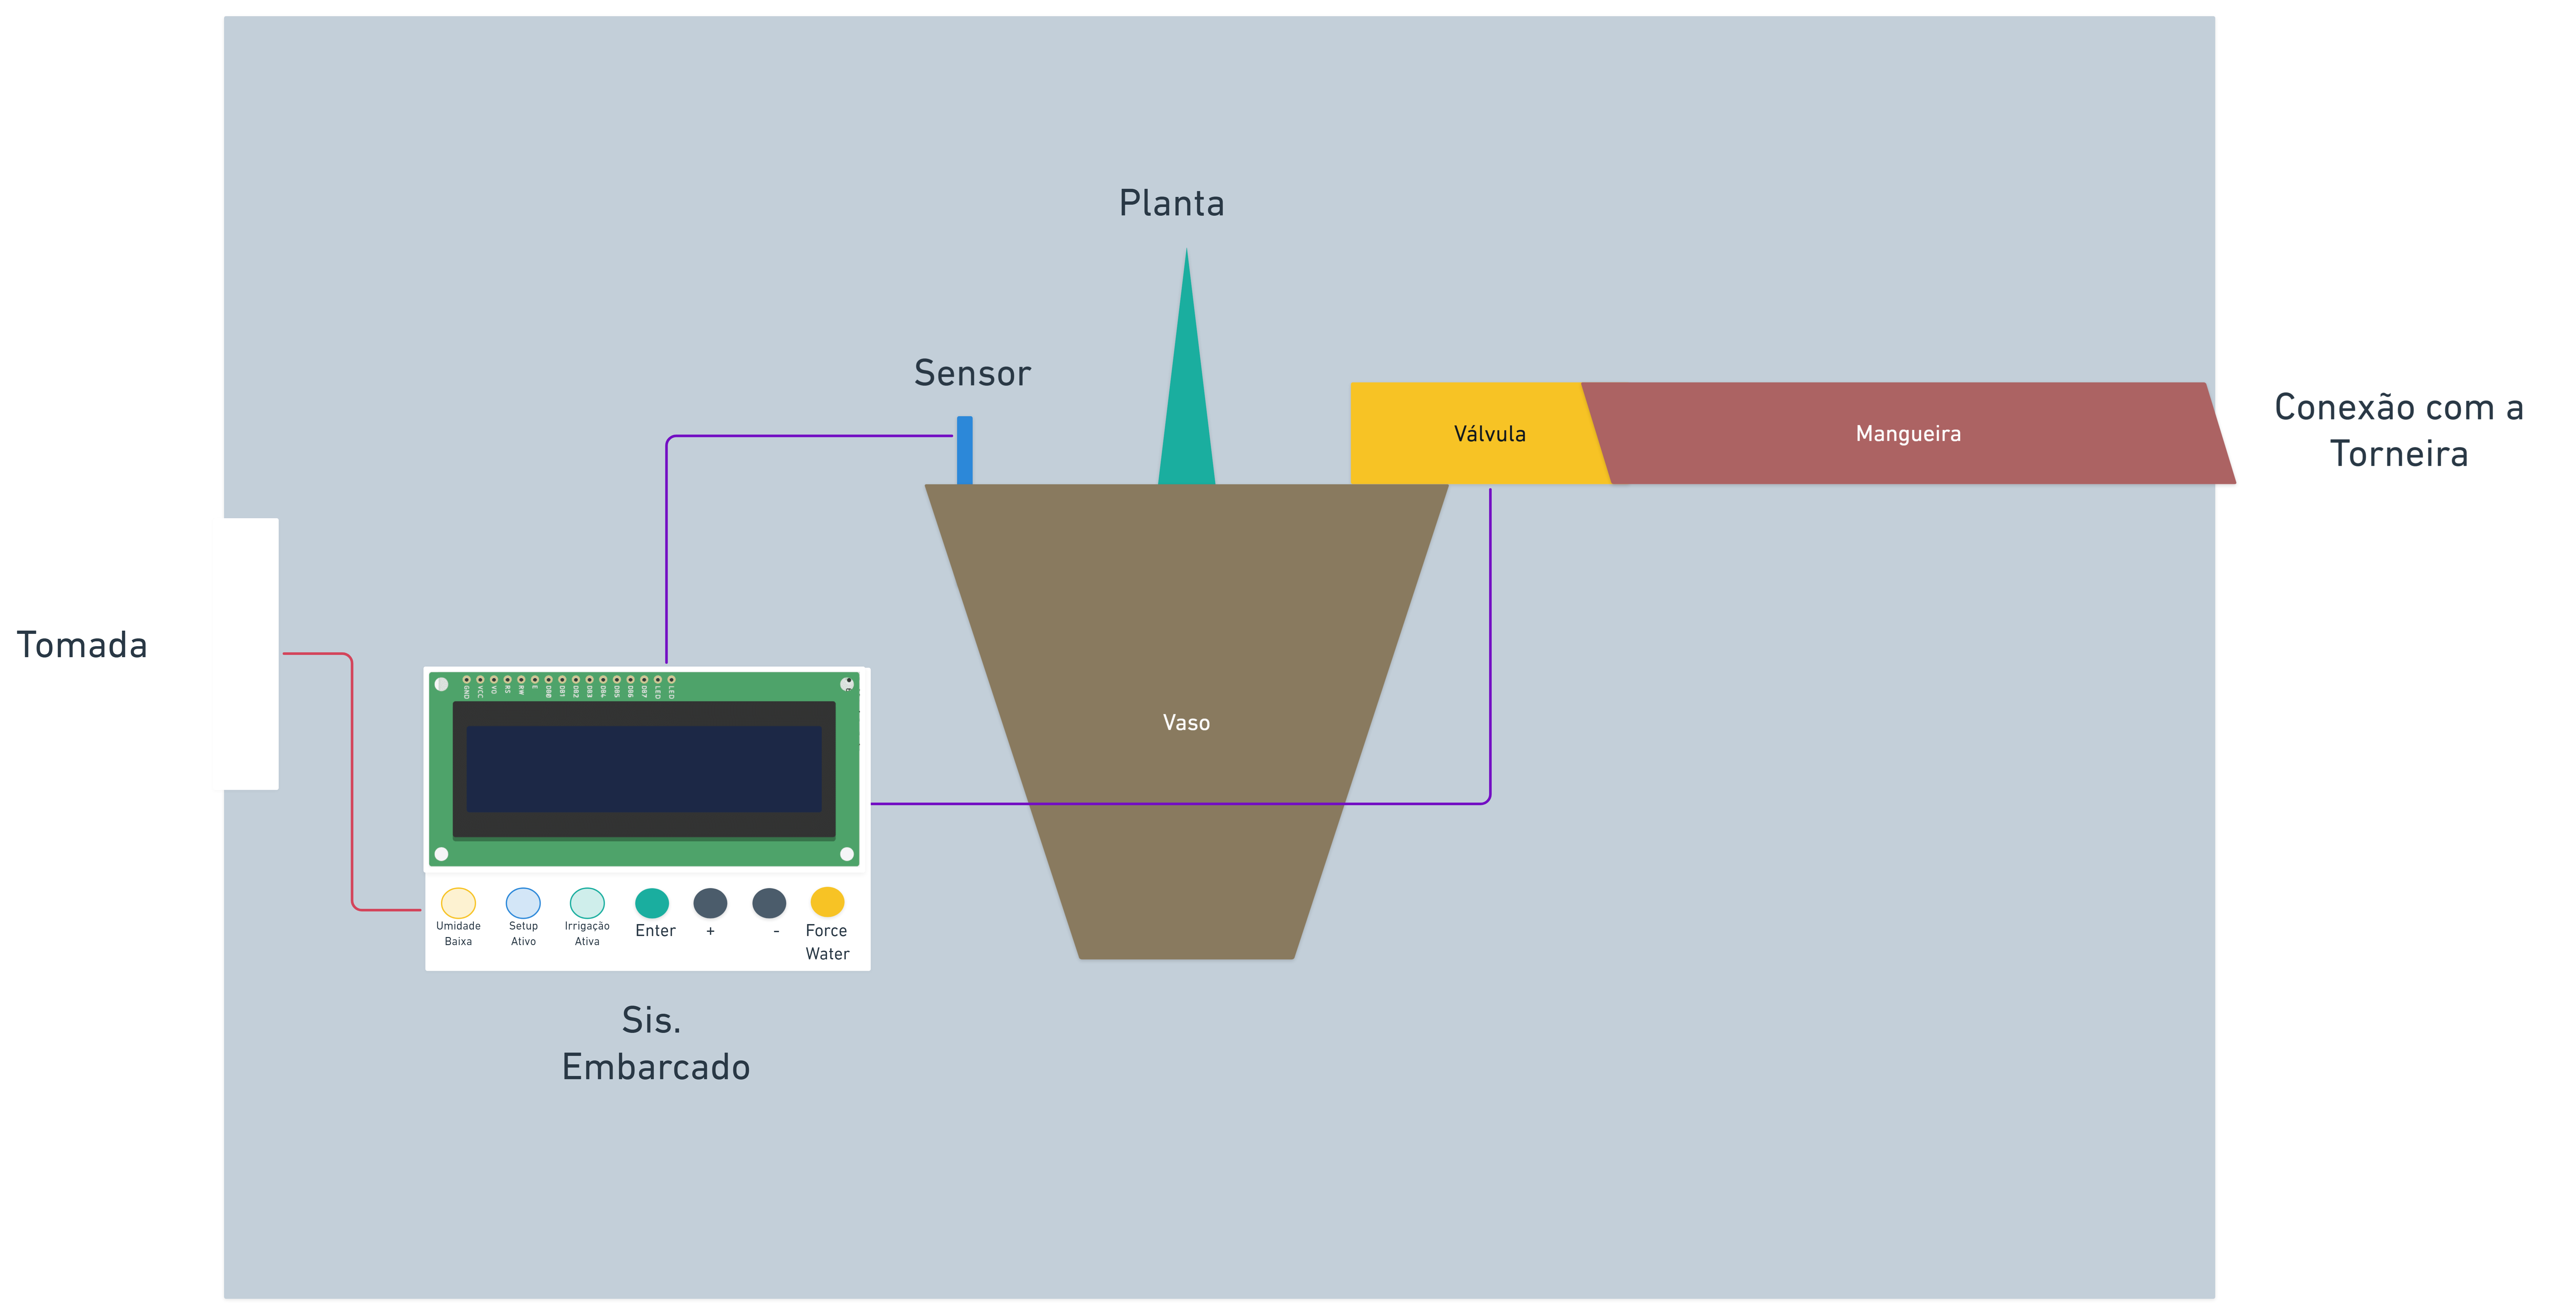 Planta
Sensor
Válvula
Mangueira
Conexão com a
Torneira
Tomada
GND VCC VO RS RW E DB0 DB1 DB2 DB3 DB4 DB5 DB6 DB7 LED LED
Vaso
Umidade
Baixa
Setup
Ativo
Irrigação
Ativa
Enter
+
-
Force
Water
Sis.
Embarcado